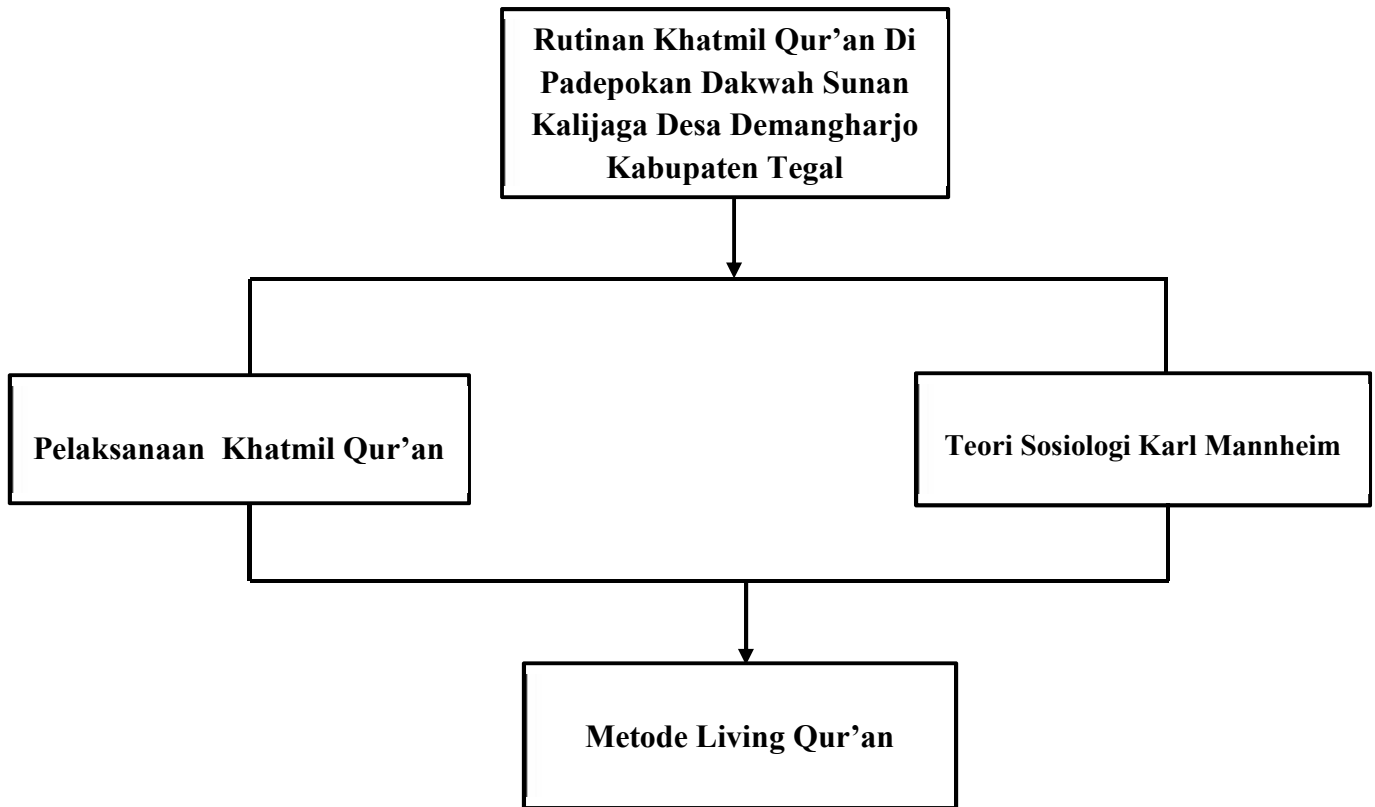 Rutinan Khatmil Qur’an Di
Padepokan Dakwah Sunan
Kalijaga Desa Demangharjo
Kabupaten Tegal
Pelaksanaan Khatmil Qur’an
Teori Sosiologi Karl Mannheim
Metode Living Qur’an